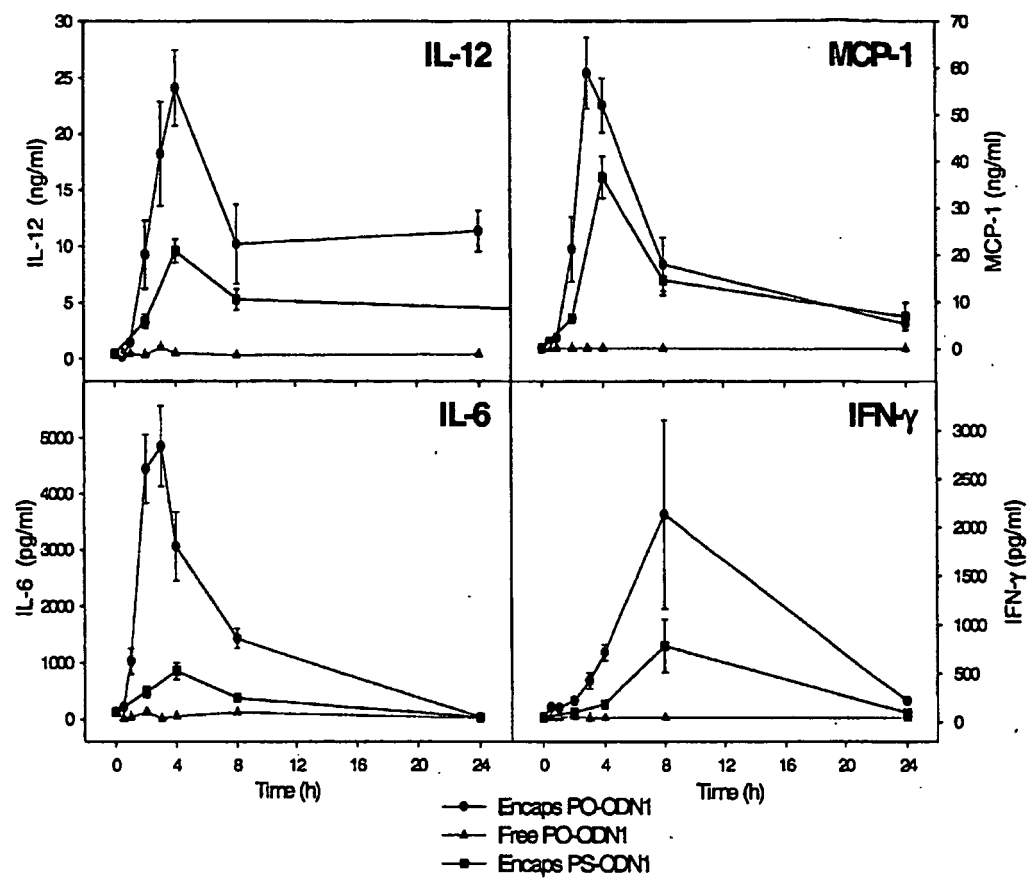 30
25
20
15
10
5
0
IL-12 (ng/ml)
IL-12
70
60
50
40
30
20
10
0
MCP-1 (ng/ml)
MCP-1
5000
4000
3000
2000
1000
0
IL-6 (pg/ml)
IL-6
3000
2500
2000
1500
1000
500
0
IFN-γ (pg/ml)
IFN-γ
0 4 8 12 16 20 24
Time (h)
0 4 8 12 16 20 24
Time (h)
Encaps PO-ODN1
Free PO-ODN1
Encaps PS-ODN1